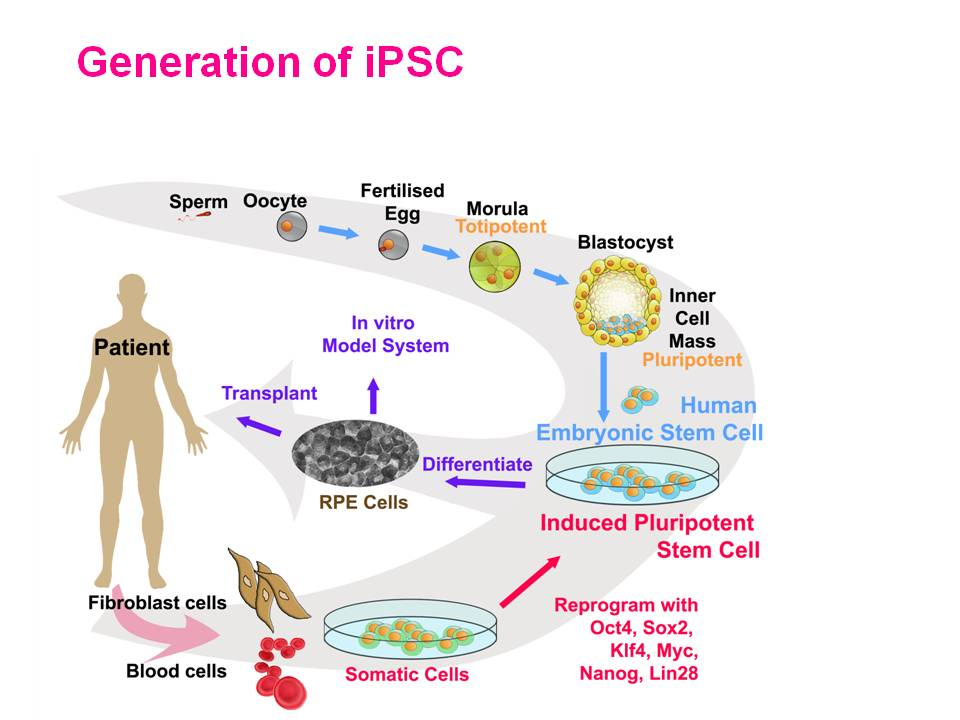 Generation of iPSC
Sperm
Oocyte
Fertilised
Egg
Morula
Totipotent
Blastocyst
Inner
Cell
Mass
Pluripotent
Patient
In vitro
Model System
Transplant
Human
Embryonic Stem Cell
Differentiate
RPE Cells
Induced Pluripotent
Stem Cell
Fibroblast cells
Blood cells
Somatic Cells
Reprogram with
Oct4, Sox2,
Klf4, Myc,
Nanog, Lin28